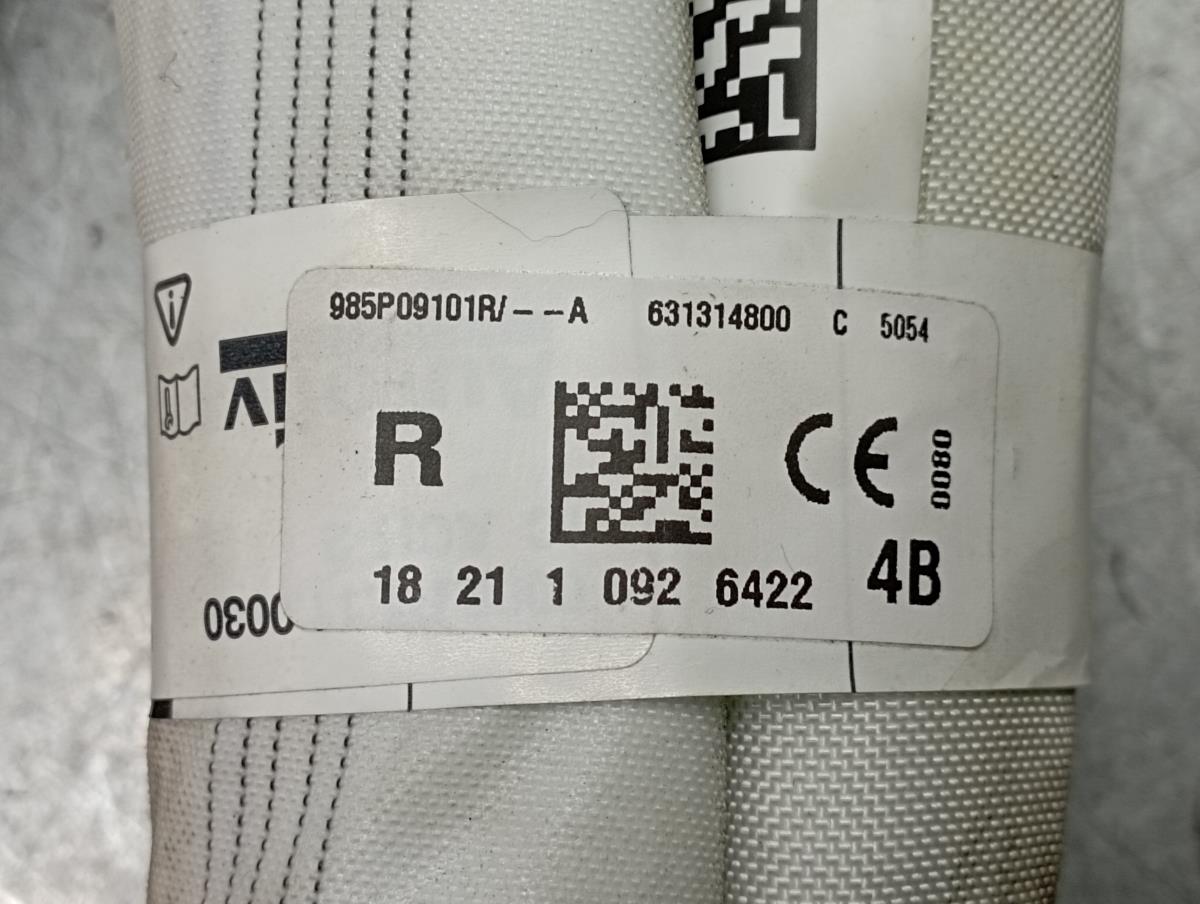 985P09101R/---A 631314800 C 5054
R CE 0080
18 21 1 092 6422 4B
0030